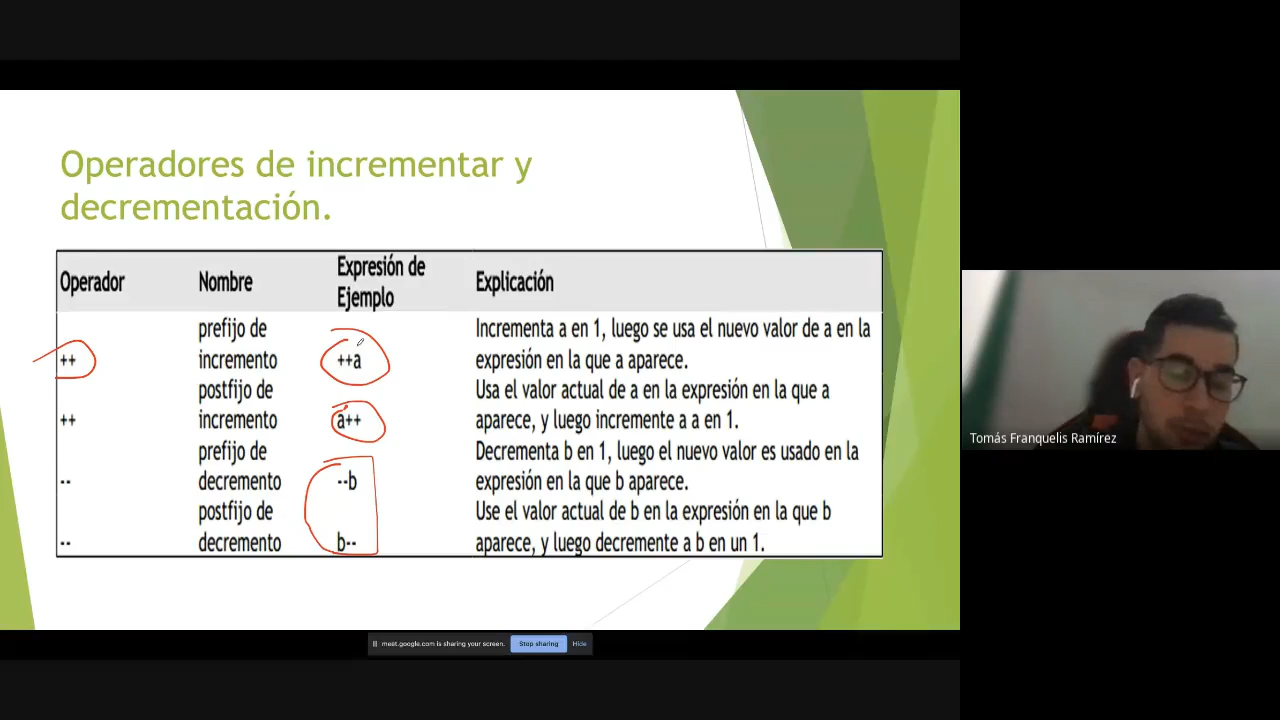 Operadores de incrementar y
decrementación.
Operador Nombre Expresión de Ejemplo Explicación
++ prefijo de incremento ++a Incrementa a en 1, luego se usa el nuevo valor de a en la
expresión en la que a aparece.
++ postfijo de incremento a++ Usa el valor actual de a en la expresión en la que a
aparece, y luego incremente a a en 1.
-- prefijo de decremento --b Decrementa b en 1, luego el nuevo valor es usado en la
expresión en la que b aparece.
-- postfijo de decremento b-- Use el valor actual de b en la expresión en la que b
aparece, y luego decremente a b en un 1.
meet.google.com is sharing your screen. Stop sharing Hide
Tomás Franquelis Ramírez